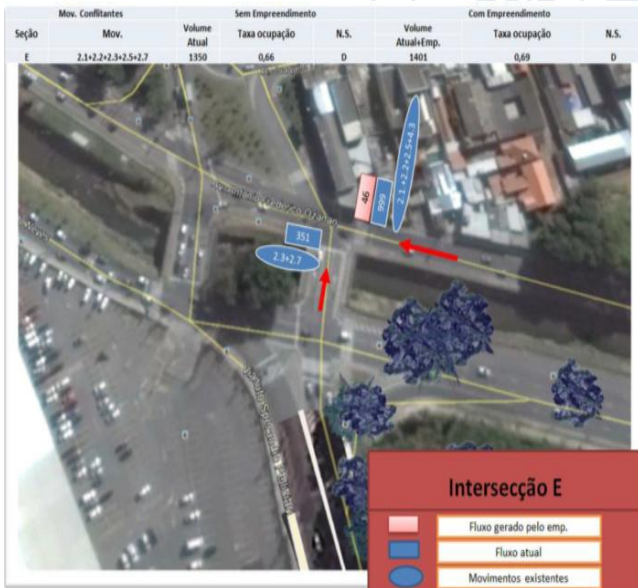 Mov. Conflitantes Sem Empreendimento Com Empreendimento
Seção Mov. Volume Atual Taxa ocupação N.S. Volume Atual+Emp. Taxa ocupação N.S.
E 2.1+2.2+2.3+2.5+2.7 1350 0,66 D 1401 0,69 D
46
999
2.1.+2.2+2.5+4.3
351
2.3+2.7
Intersecção E
Fluxo gerado pelo emp.
Fluxo atual
Movimentos existentes